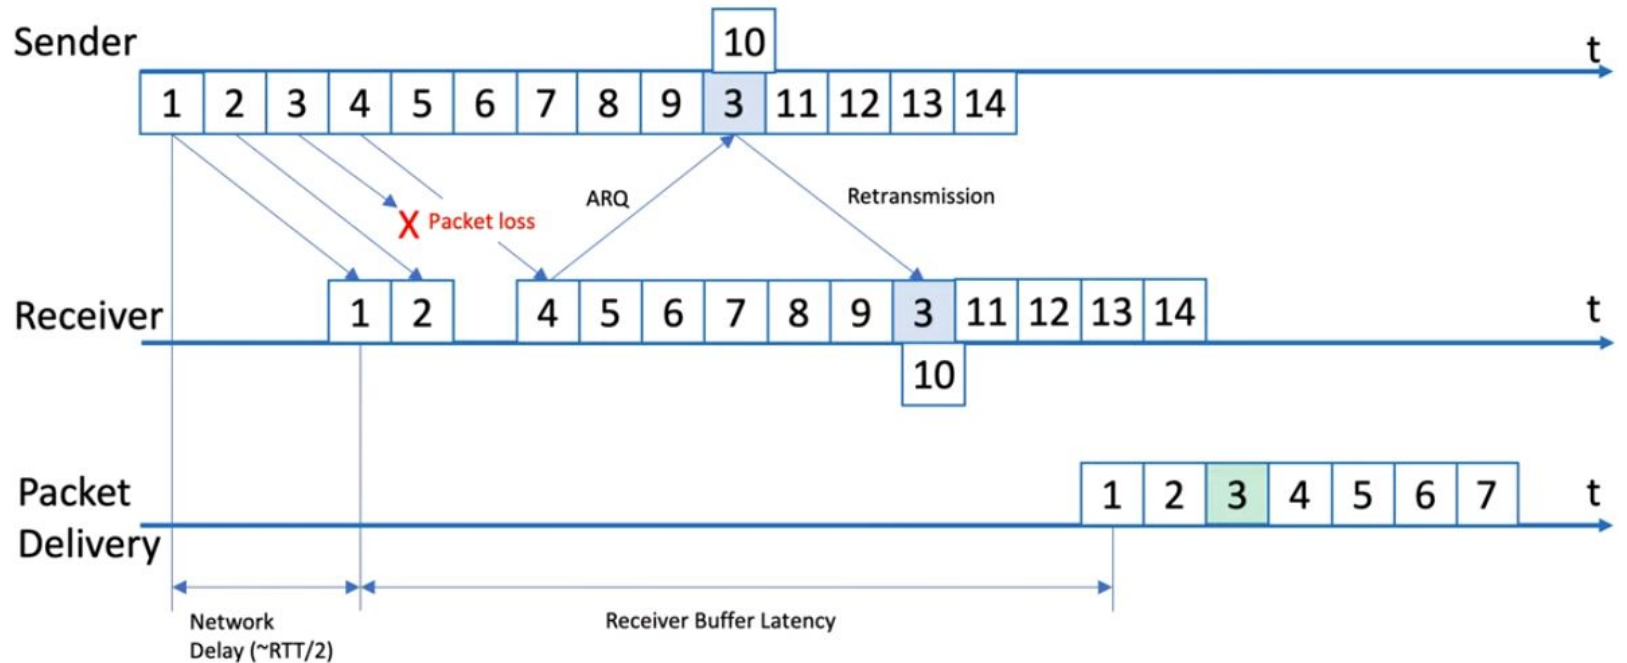 10
Sender
t
1 2 3 4 5 6 7 8 9 3 11 12 13 14
ARQ
Retransmission
X Packet loss
Receiver
1 2 4 5 6 7 8 9 3 11 12 13 14
t
10
Packet
Delivery
1 2 3 4 5 6 7
t
Network
Delay (~RTT/2)
Receiver Buffer Latency